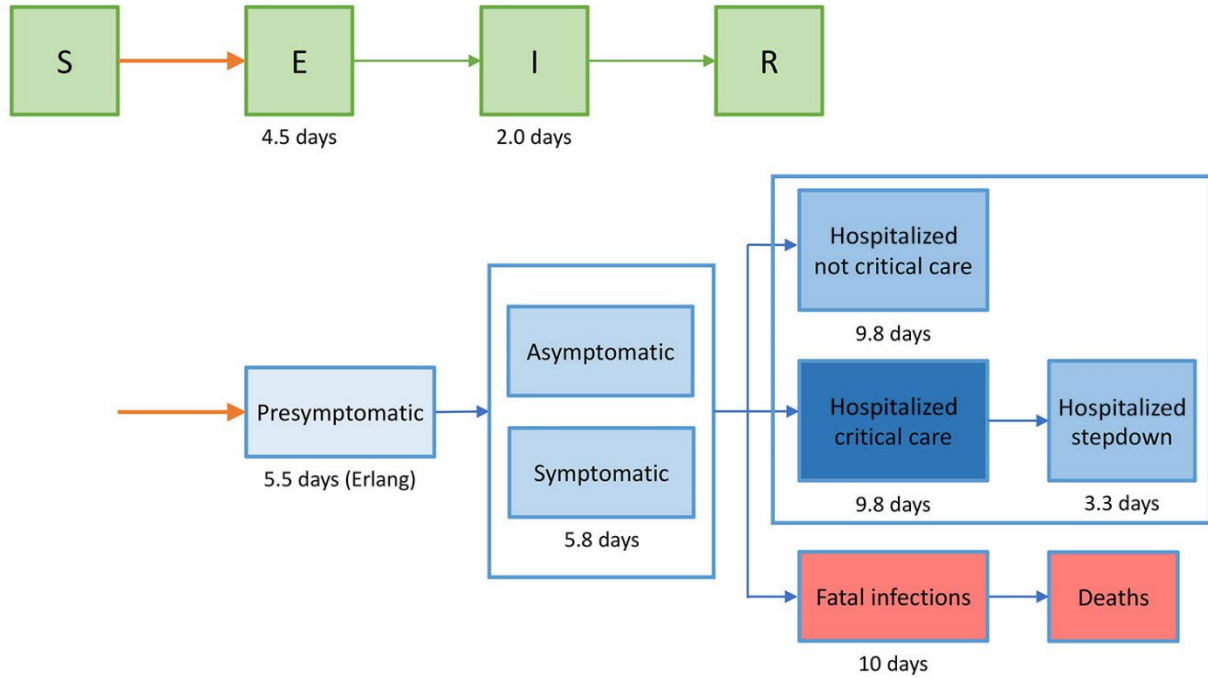 S
E
I
R
4.5 days
2.0 days
Hospitalized
not critical care
9.8 days
Asymptomatic
Presymptomatic
5.5 days (Erlang)
Symptomatic
5.8 days
Hospitalized
critical care
9.8 days
Hospitalized
stepdown
3.3 days
Fatal infections
10 days
Deaths